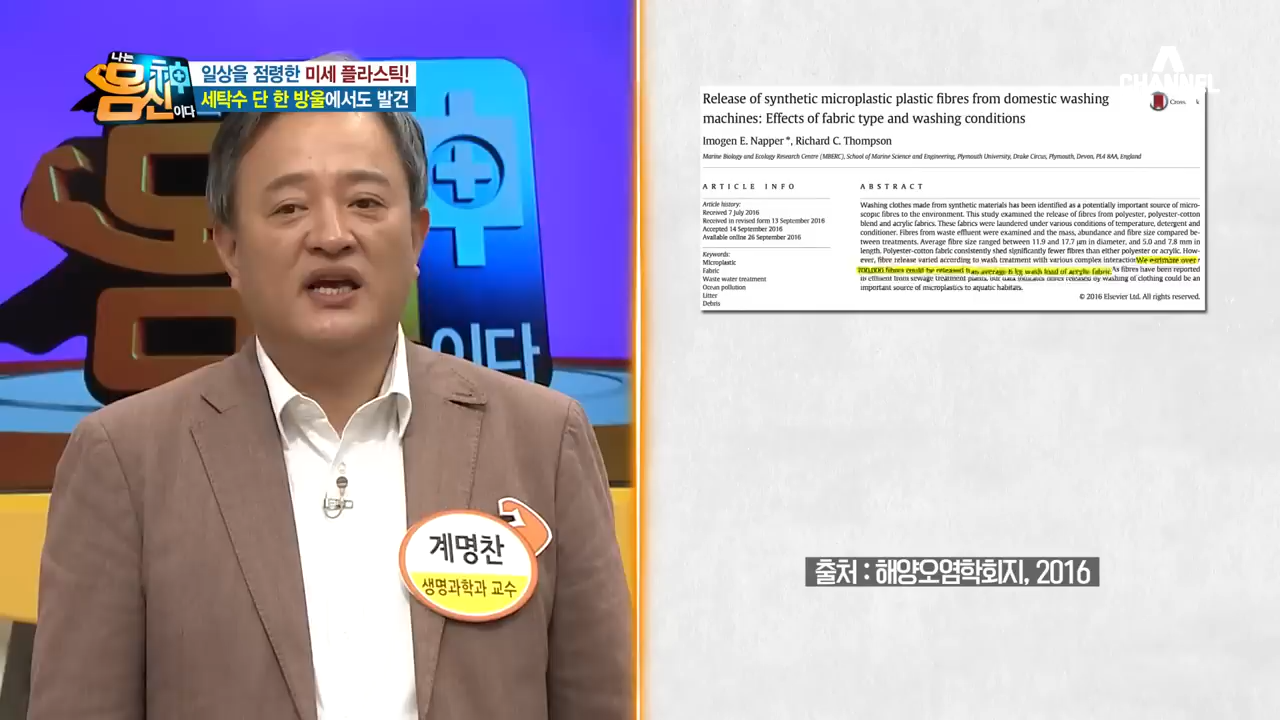 나는
몸신이다
神
일상을 점령한 미세 플라스틱!
세탁수 단 한 방울에서도 발견
이다
계명찬
생명과학과 교수
CHANNEL
Release of synthetic microplastic plastic fibres from domestic washing
machines: Effects of fabric type and washing conditions
Imogen E. Napper *, Richard C. Thompson
Marine Biology and Ecology Research Centre (MBERC), School of Marine Science and Engineering, Plymouth University, Drake Circus, Plymouth, Devon, PL4 8AA, England
ARTICLE INFO
Article history:
Received 7 July 2016
Received in revised form 13 September 2016
Accepted 14 September 2016
Available online 26 September 2016
Keywords:
Microplastic
Fabric
Waste water treatment
Ocean pollution
Litter
Debris
ABSTRACT
Washing clothes made from synthetic materials has been identified as a potentially important source of micro-
scopic fibres to the environment. This study examined the release of fibres from polyester, polyester-cotton
blend and acrylic fabrics. These fabrics were laundered under various conditions of temperature, detergent and
conditioner. Fibres from waste effluent were examined and the mass, abundance and fibre size compared be-
tween treatments. Average fibre size ranged between 11.9 and 17.7 μm in diameter, and 5.0 and 7.8 mm in
length. Polyester-cotton fabric consistently shed significantly fewer fibres than either polyester or acrylic. How-
ever, fibre release varied according to wash treatment with various complex interactions We estimate over
700,000 fibres could be released an average 6 kg wash load of acrylic fabric. As fibres have been reported
in effluent from sewage treatment plants, our data indicates fibres released by washing of clothing could be an
important source of microplastics to aquatic habitats.
© 2016 Elsevier Ltd. All rights reserved.
출처 : 해양오염학회지, 2016